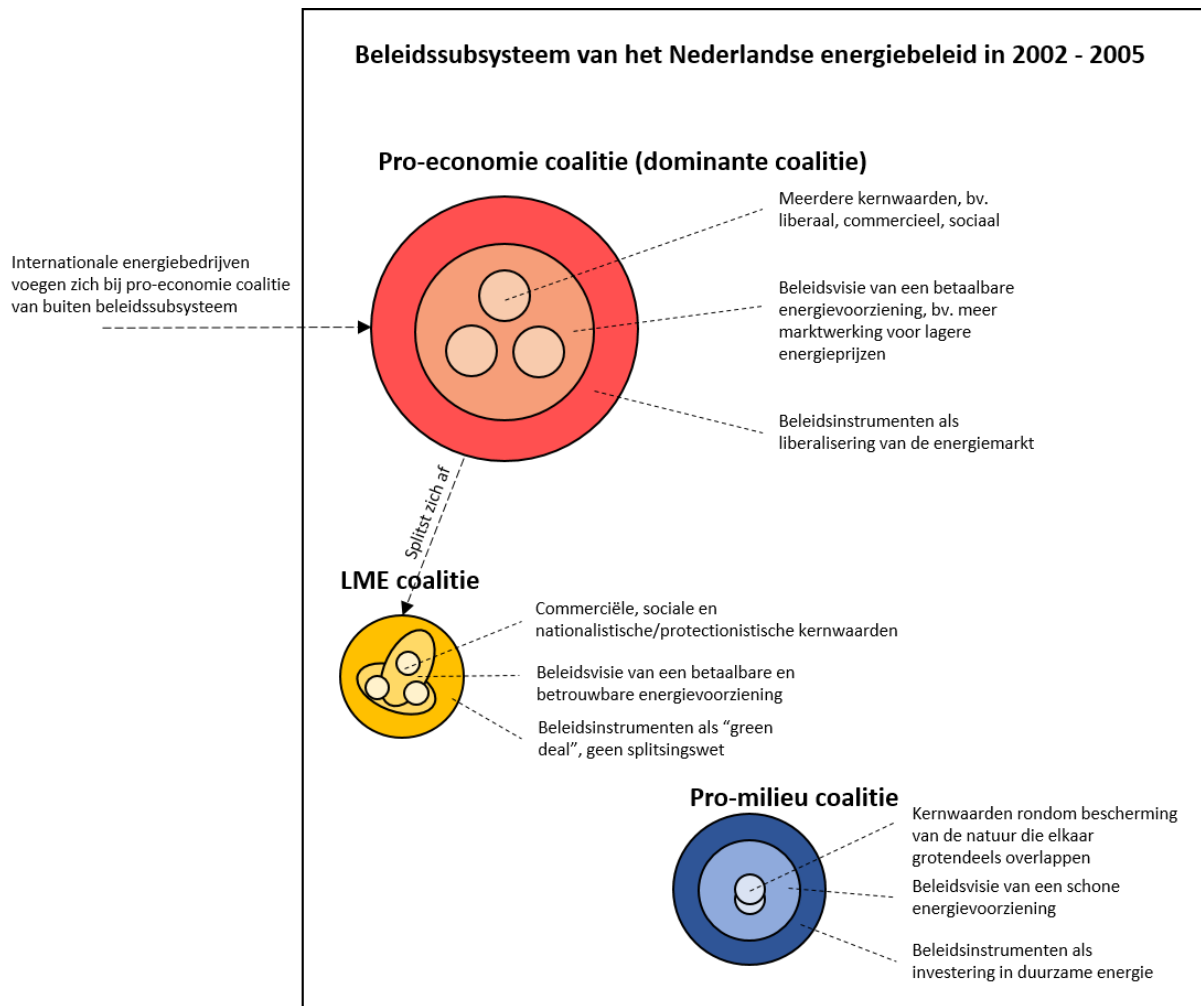 Beleidssubsysteem van het Nederlandse energiebeleid in 2002 - 2005
Pro-economie coalitie (dominante coalitie)
Meerdere kernwaarden, bv.
liberaal, commercieel, sociaal
Internationale energiebedrijven
voegen zich bij pro-economie coalitie
van buiten beleidssubsysteem
Beleidsvisie van een betaalbare
energievoorziening, bv. meer
marktwerking voor lagere
energieprijzen
Beleidsinstrumenten als
liberalisering van de energiemarkt
Splitst zich af
LME coalitie
Commerciële, sociale en
nationalistische/protectionistische kernwaarden
Beleidsvisie van een betaalbare en
betrouwbare energievoorziening
Beleidsinstrumenten als “green
deal”, geen splitsingswet
Pro-milieu coalitie
Kernwaarden rondom bescherming
van de natuur die elkaar
grotendeels overlappen
Beleidsvisie van een schone
energievoorziening
Beleidsinstrumenten als
investering in duurzame energie